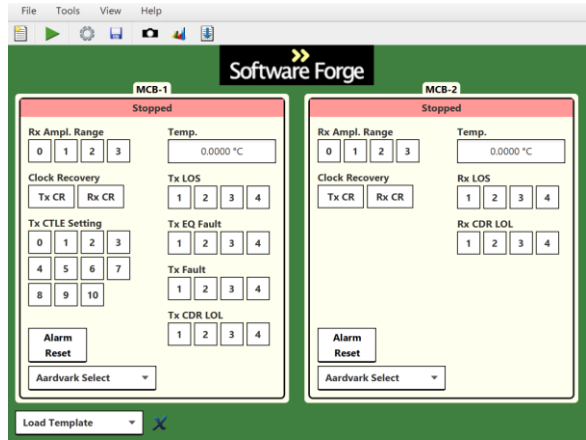 File Tools View Help
Software Forge
MCB-1
Stopped
Rx Ampl. Range
0 1 2 3
Temp.
0.0000 °C
Clock Recovery
Tx CR Rx CR
Tx LOS
1 2 3 4
Tx CTLE Setting
0 1 2 3
4 5 6 7
8 9 10
Tx EQ Fault
1 2 3 4
Tx Fault
1 2 3 4
Tx CDR LOL
1 2 3 4
Alarm
Reset
Aardvark Select
MCB-2
Stopped
Rx Ampl. Range
0 1 2 3
Temp.
0.0000 °C
Clock Recovery
Tx CR Rx CR
Rx LOS
1 2 3 4
Rx CDR LOL
1 2 3 4
Alarm
Reset
Aardvark Select
Load Template